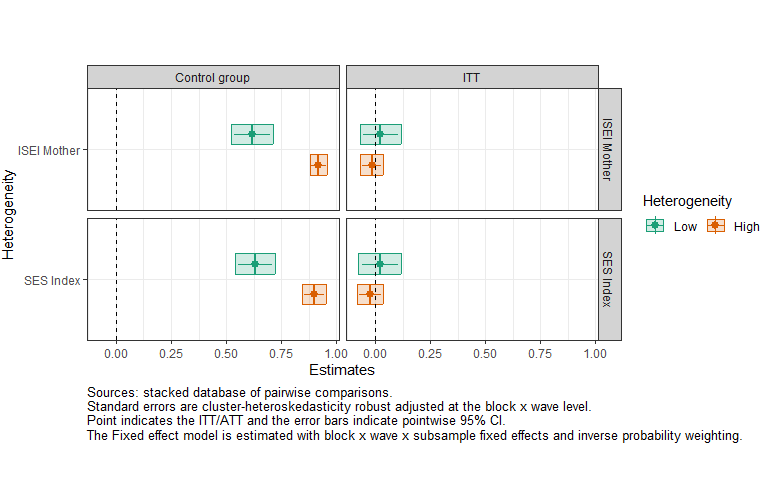 Control group
ITT
Heterogeneity
ISEI Mother
ISEI Mother
SES Index
SES Index
0.00 0.25 0.50 0.75 1.00
0.00 0.25 0.50 0.75 1.00
Estimates
Heterogeneity
Low High
Sources: stacked database of pairwise comparisons.
Standard errors are cluster-heteroskedasticity robust adjusted at the block x wave level.
Point indicates the ITT/ATT and the error bars indicate pointwise 95% CI.
The Fixed effect model is estimated with block x wave x subsample fixed effects and inverse probability weighting.